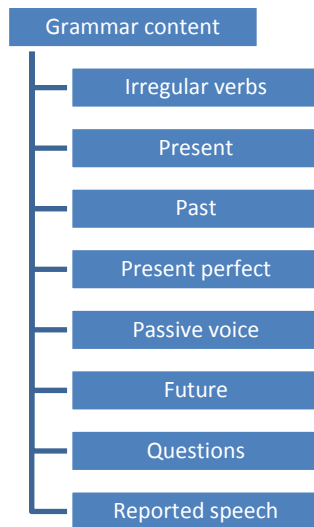 Grammar content
Irregular verbs
Present
Past
Present perfect
Passive voice
Future
Questions
Reported speech